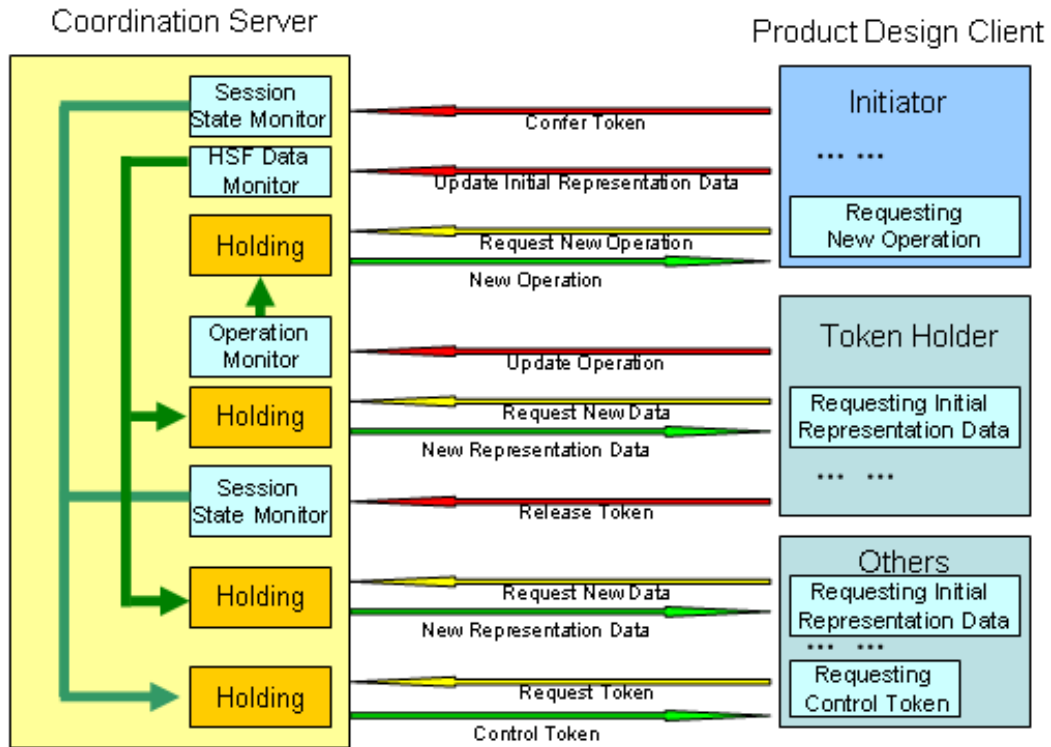 Coordination Server
Product Design Client
Session
State Monitor
HSF Data
Monitor
Holding
Operation
Monitor
Holding
Session
State Monitor
Holding
Holding
Confer Token
Update Initial Representation Data
Request New Operation
New Operation
Update Operation
Request New Data
New Representation Data
Release Token
Request New Data
New Representation Data
Request Token
Control Token
Initiator
... ...
Requesting
New Operation
Token Holder
Requesting Initial
Representation Data
... ...
Others
Requesting Initial
Representation Data
... ...
Requesting
Control Token